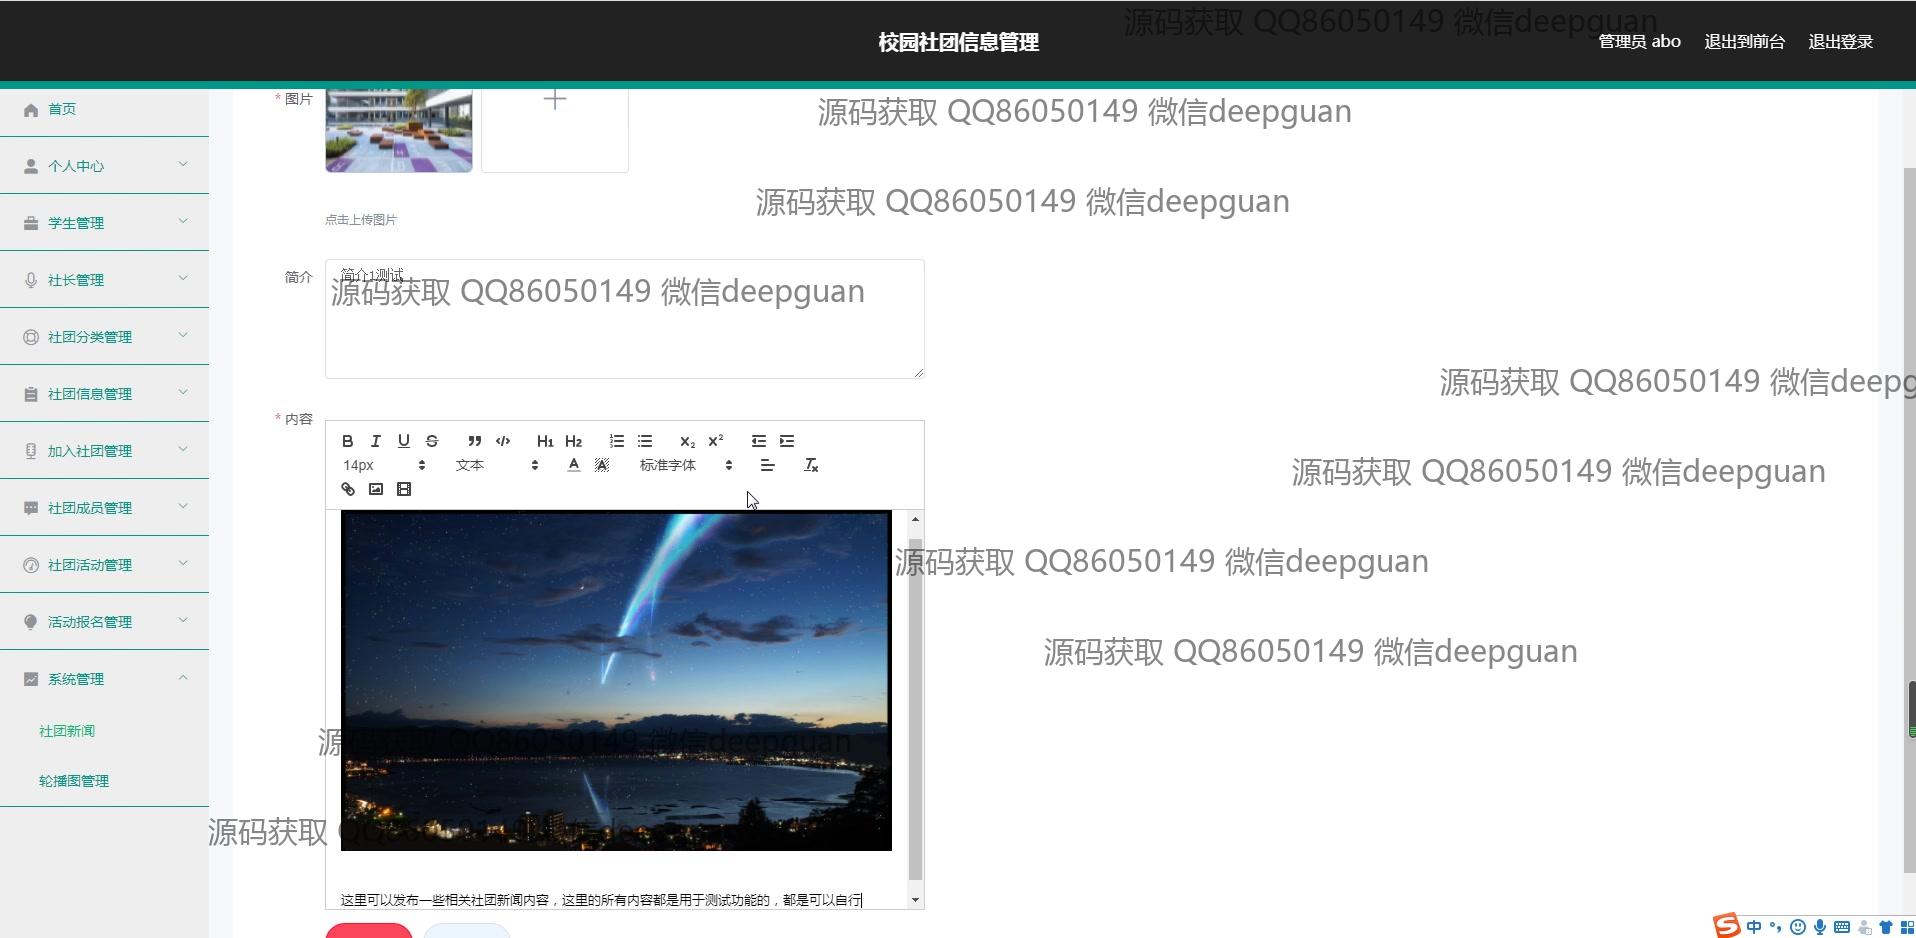 源码获取 QQ86050149 微信deepguan
校园社团信息管理
管理员 abo 退出到前台 退出登录
首页
* 图片
源码获取 QQ86050149 微信deepguan
个人中心
源码获取 QQ86050149 微信deepguan
点击上传图片
学生管理
简介
简介1测试
社长管理
源码获取 QQ86050149 微信deepguan
社团分类管理
社团信息管理
源码获取 QQ86050149 微信deepg
* 内容
B I U S H1 H2 x₂ x²
14px 文本 A A 标准字体
加入社团管理
源码获取 QQ86050149 微信deepguan
社团成员管理
社团活动管理
源码获取 QQ86050149 微信deepguan
活动报名管理
源码获取 QQ86050149 微信deepguan
系统管理
社团新闻
源码获取 QQ86050149 微信deepguan
轮播图管理
源码获取 QQ86050149 微信deepguan
这里可以发布一些相关社团新闻内容，这里的所有内容都是用于测试功能的，都是可以自行
中